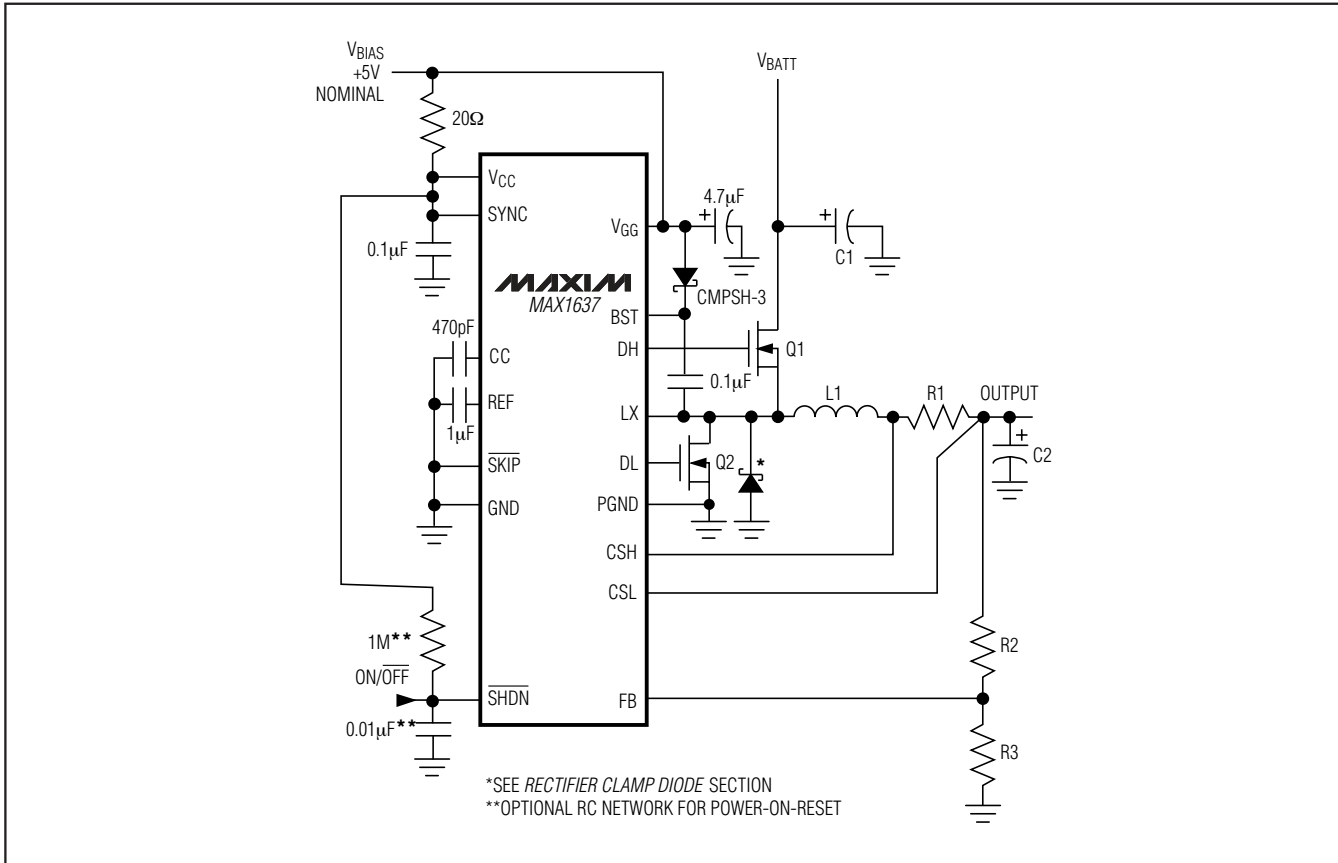 VBIAS
+5V
NOMINAL
VBATT
20Ω
VCC
SYNC
4.7μF
+
VGG
+
C1
0.1μF
MAXIM
MAX1637
CMPSH-3
BST
470pF
CC
DH
Q1
0.1μF
REF
1μF
LX
L1
R1
OUTPUT
+
C2
SKIP
DL
Q2
*
GND
PGND
CSH
CSL
1M**
R2
ON/OFF
SHDN
FB
0.01μF**
R3
*SEE RECTIFIER CLAMP DIODE SECTION
**OPTIONAL RC NETWORK FOR POWER-ON-RESET